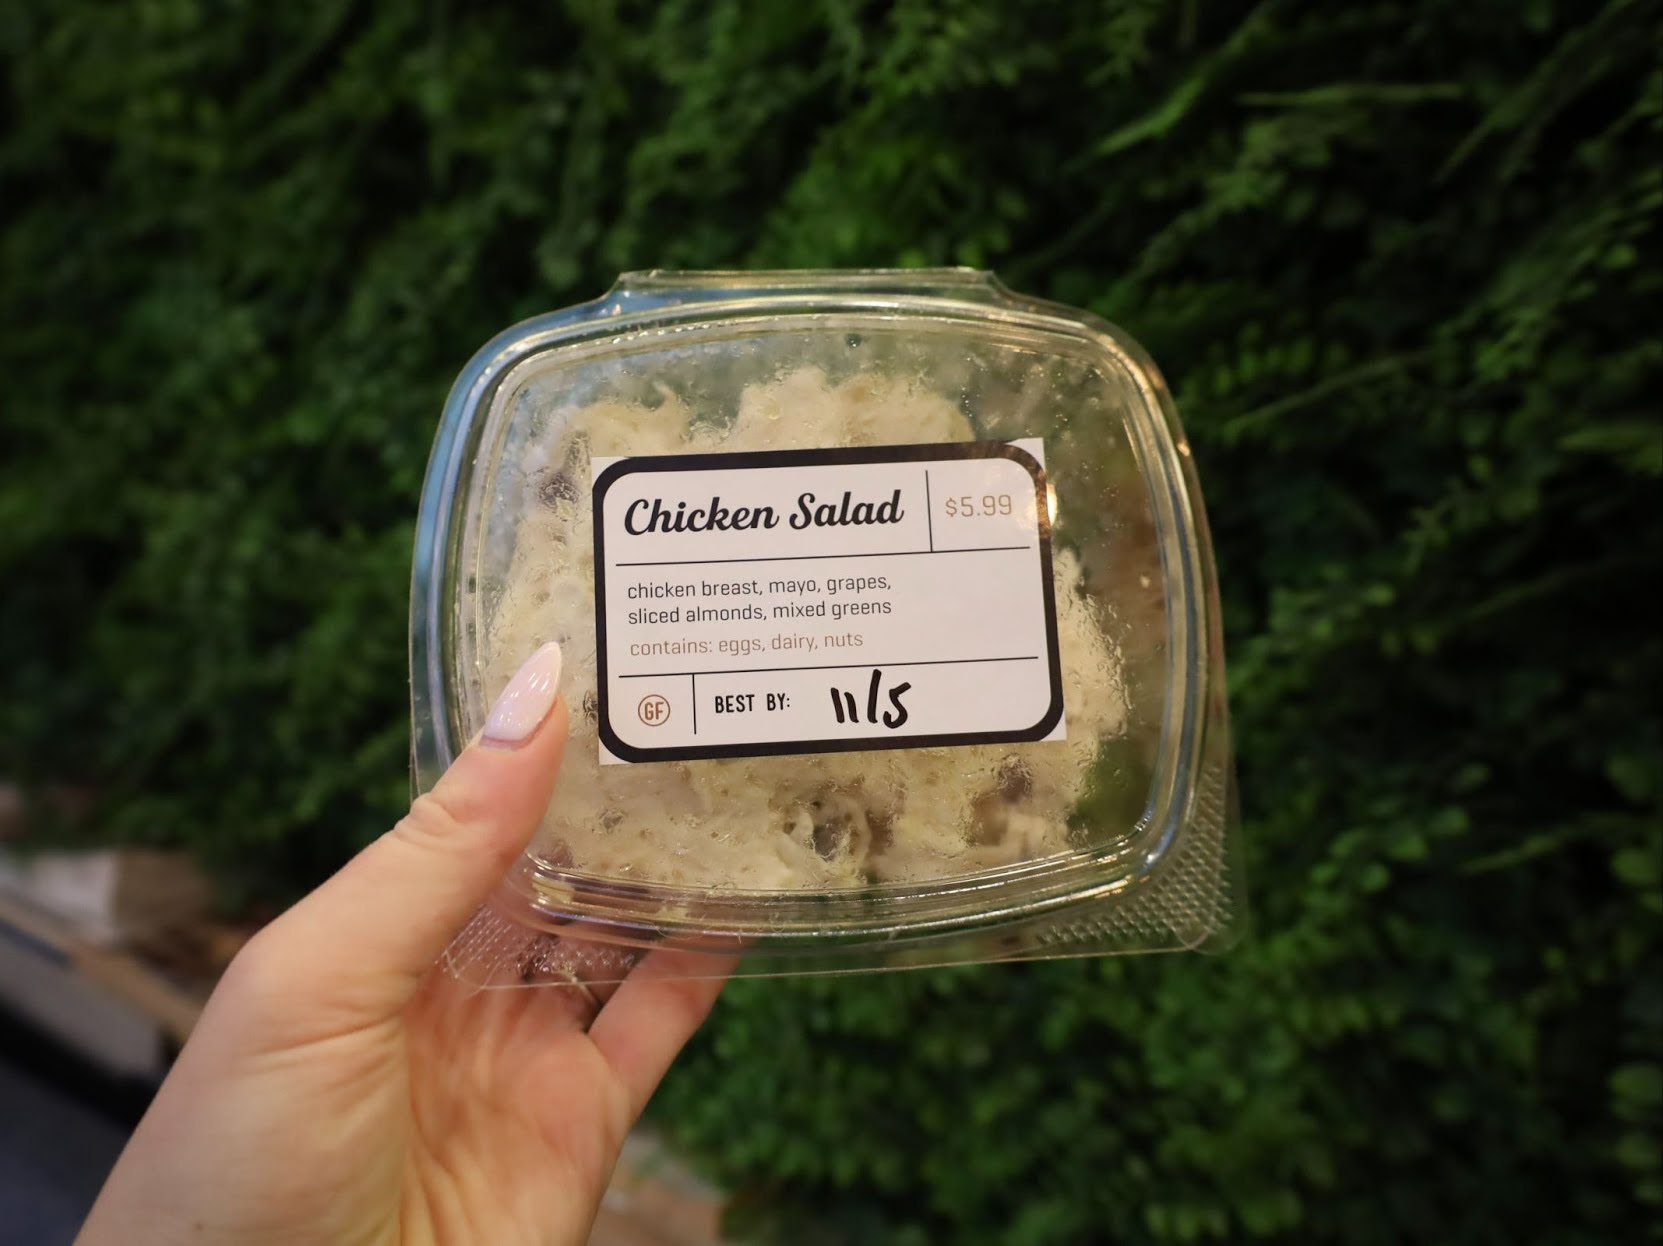 Chicken Salad
$5.99
chicken breast, mayo, grapes,
sliced almonds, mixed greens
contains: eggs, dairy, nuts
GF
BEST BY: 11/5